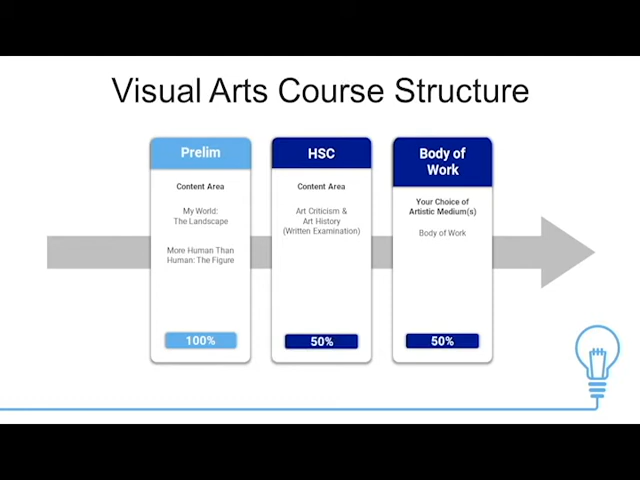 Visual Arts Course Structure
Prelim
Content Area
My World:
The Landscape
More Human Than
Human: The Figure
100%
HSC
Content Area
Art Criticism &
Art History
(Written Examination)
50%
Body of
Work
Your Choice of
Artistic Medium(s)
Body of Work
50%